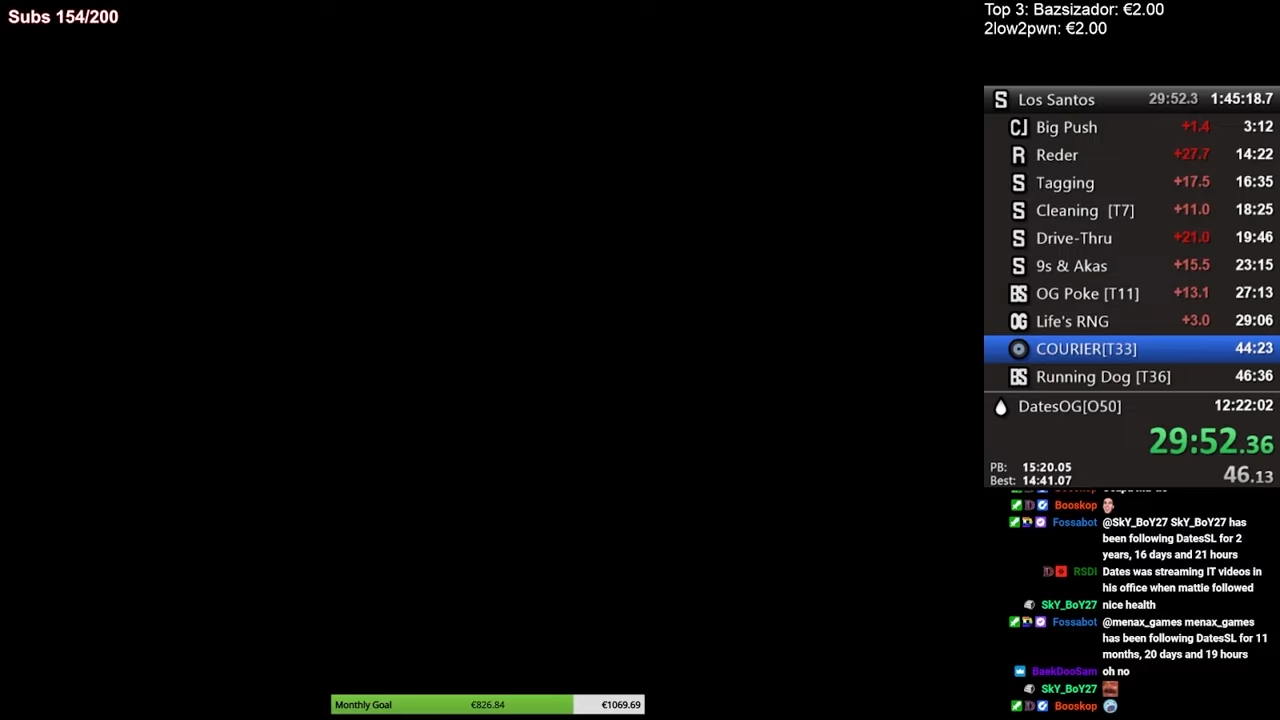 Subs 154/200
Top 3: Bazsizador: €2.00
2low2pwn: €2.00
Los Santos 29:52.3 1:45:18.7
Big Push +1.4 3:12
Reder +27.7 14:22
Tagging +17.5 16:35
Cleaning [T7] +11.0 18:25
Drive-Thru +21.0 19:46
9s & Akas +15.5 23:15
OG Poke [T11] +13.1 27:13
Life's RNG +3.0 29:06
COURIER[T33] 44:23
Running Dog [T36] 46:36
DatesOG[O50] 12:22:02
29:52.36
PB: 15:20.05
Best: 14:41.07
46.13
Booskop
Fossabot @SkY_BoY27 SkY_BoY27 has
been following DatesSL for 2
years, 16 days and 21 hours
RSDI Dates was streaming IT videos in
his office when mattie followed
SkY_BoY27 nice health
Fossabot @menax_games menax_games
has been following DatesSL for 11
months, 20 days and 19 hours
BaekDooSam oh no
SkY_BoY27
Booskop
Monthly Goal €826.84 €1069.69